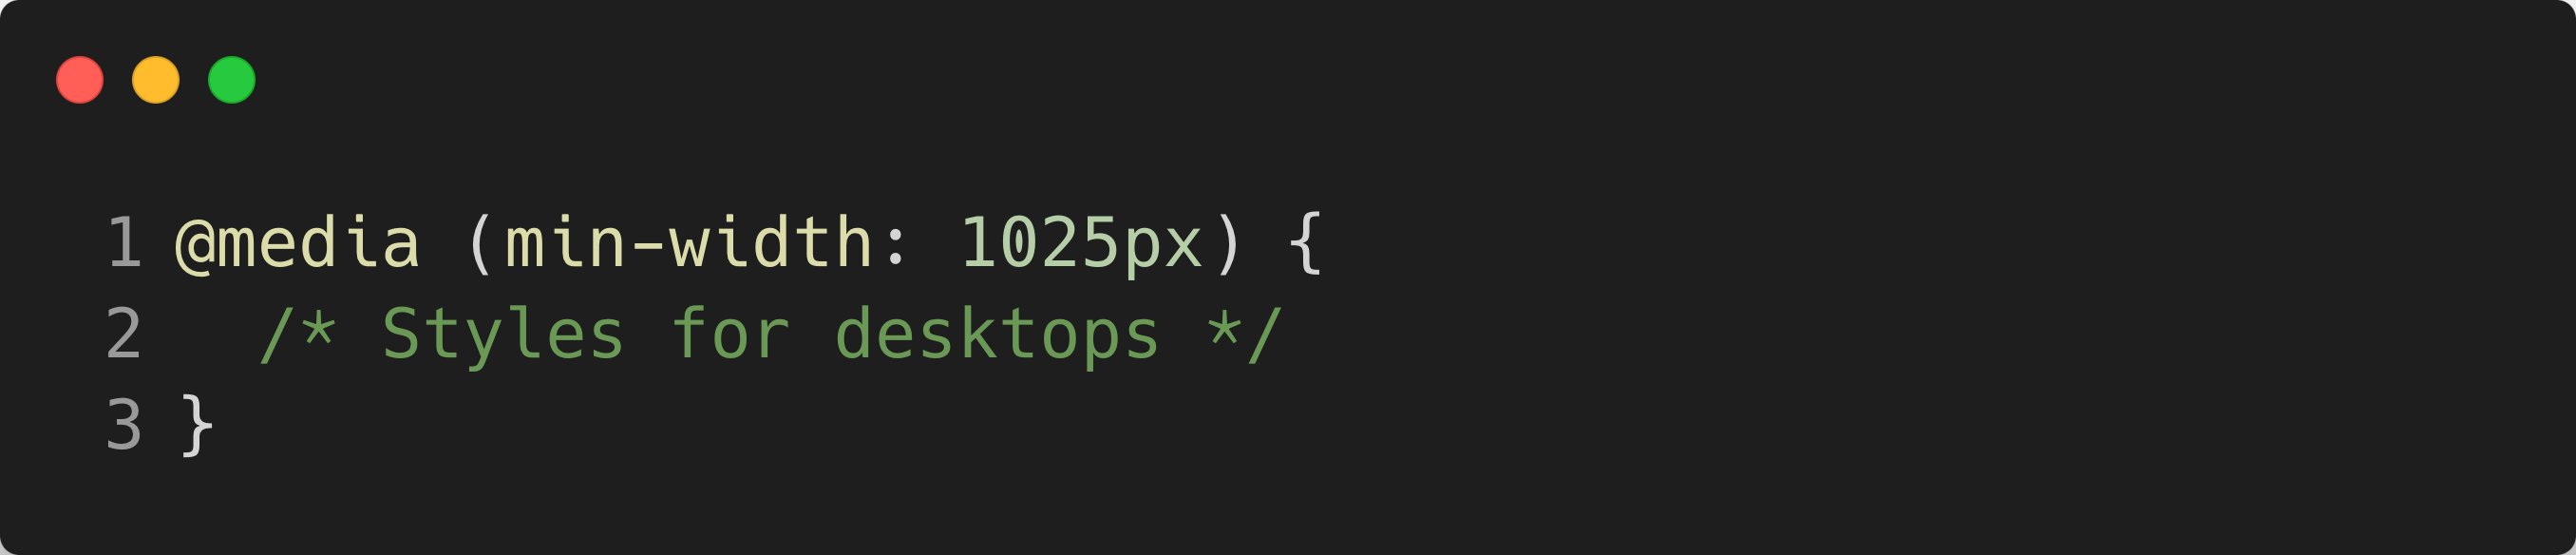 1 @media (min-width: 1025px) {
2   /* Styles for desktops */
3 }